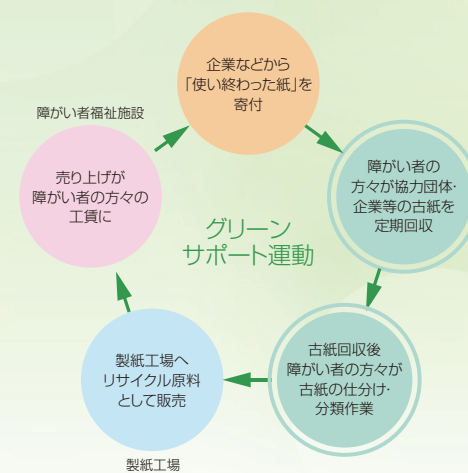 企業などから
「使い終わった紙」を
寄付
障がい者福祉施設
売り上げが
障がい者の方々の
工賃に
障がい者の
方々が協力団体・
企業等の古紙を
定期回収
グリーン
サポート運動
製紙工場へ
リサイクル原料
として販売
古紙回収後
障がい者の方々が
古紙の仕分け・
分類作業
製紙工場